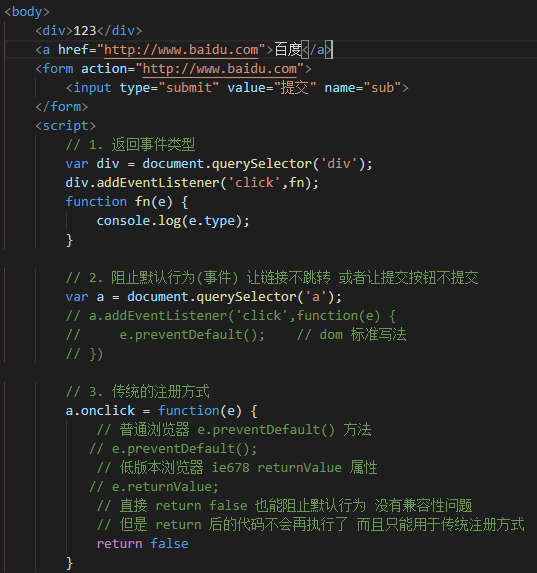 <body>
    <div>123</div>
    <a href="http://www.baidu.com">百度</a>
    <form action="http://www.baidu.com">
        <input type="submit" value="提交" name="sub">
    </form>
    <script>
        // 1. 返回事件类型
        var div = document.querySelector('div');
        div.addEventListener('click',fn);
        function fn(e) {
            console.log(e.type);
        }

        // 2. 阻止默认行为(事件) 让链接不跳转 或者让提交按钮不提交
        var a = document.querySelector('a');
        // a.addEventListener('click',function(e) {
        //     e.preventDefault();    // dom 标准写法
        // })

        // 3. 传统的注册方式
        a.onclick = function(e) {
            // 普通浏览器 e.preventDefault() 方法
           // e.preventDefault();
            // 低版本浏览器 ie678 returnValue 属性
           // e.returnValue;
            // 直接 return false 也能阻止默认行为 没有兼容性问题
            // 但是 return 后的代码不会再执行了 而且只能用于传统注册方式
            return false
        }